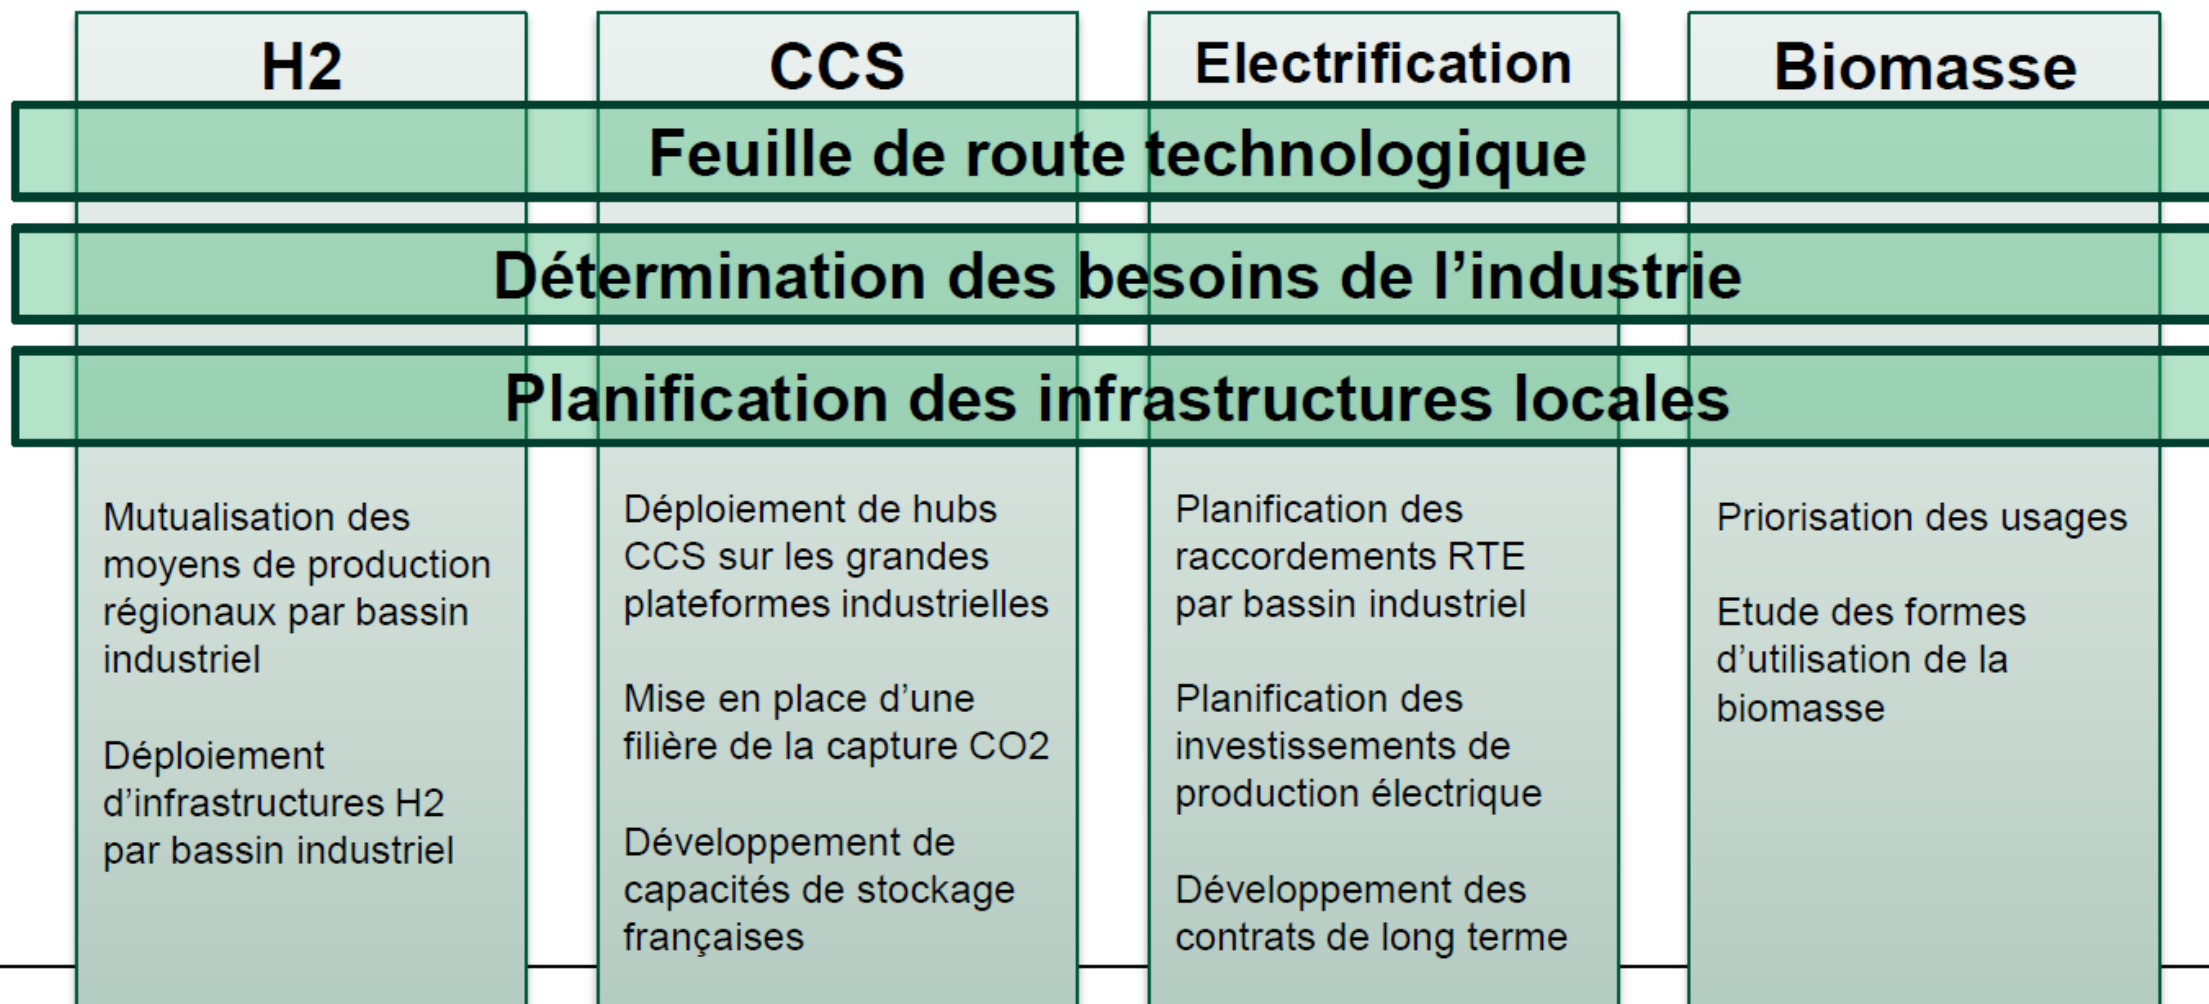 H2
CCS
Electrification
Biomasse
Feuille de route technologique
Détermination des besoins de l’industrie
Planification des infrastructures locales
Mutualisation des
moyens de production
régionaux par bassin
industriel
Déploiement
d’infrastructures H2
par bassin industriel
Déploiement de hubs
CCS sur les grandes
plateformes industrielles
Mise en place d’une
filière de la capture CO2
Développement de
capacités de stockage
françaises
Planification des
raccordements RTE
par bassin industriel
Planification des
investissements de
production électrique
Développement des
contrats de long terme
Priorisation des usages
Etude des formes
d’utilisation de la
biomasse